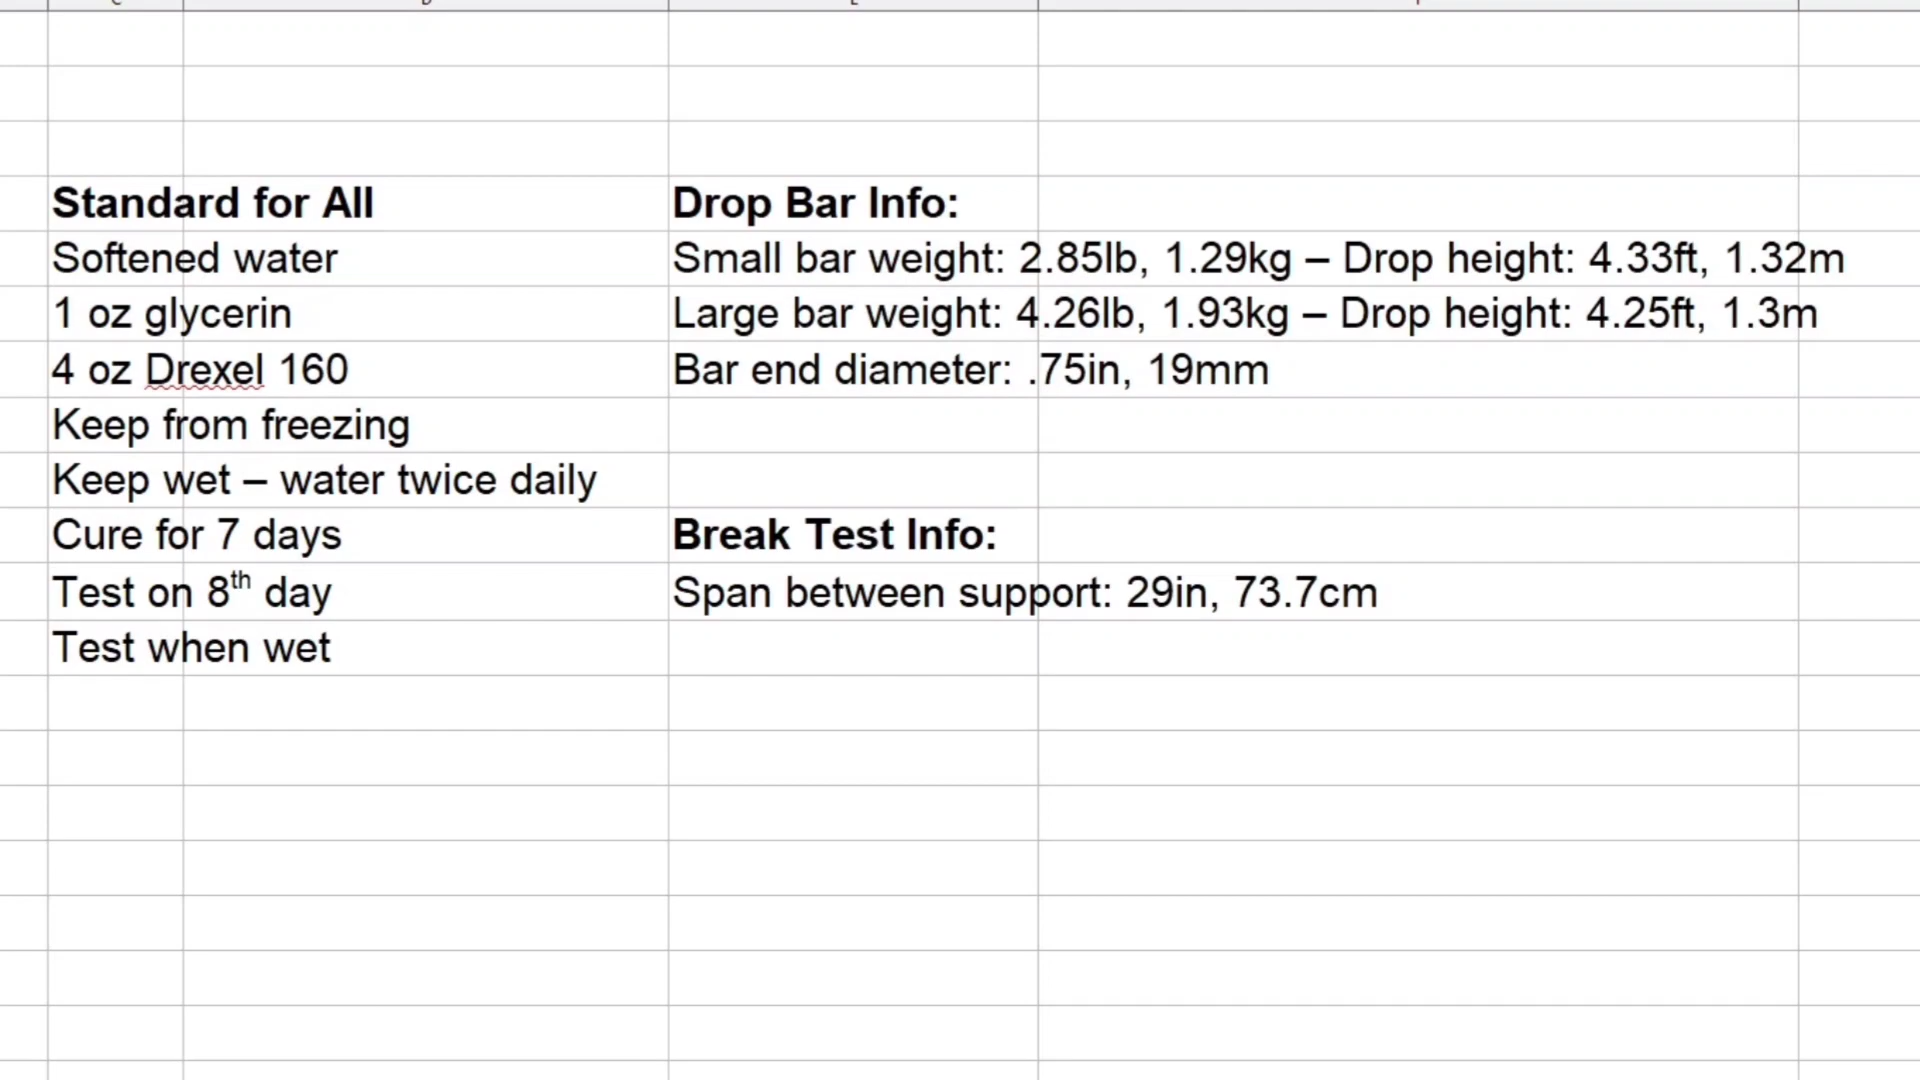 Standard for All
Softened water
1 oz glycerin
4 oz Drexel 160
Keep from freezing
Keep wet – water twice daily
Cure for 7 days
Test on 8th day
Test when wet
Drop Bar Info:
Small bar weight: 2.85lb, 1.29kg – Drop height: 4.33ft, 1.32m
Large bar weight: 4.26lb, 1.93kg – Drop height: 4.25ft, 1.3m
Bar end diameter: .75in, 19mm
Break Test Info:
Span between support: 29in, 73.7cm